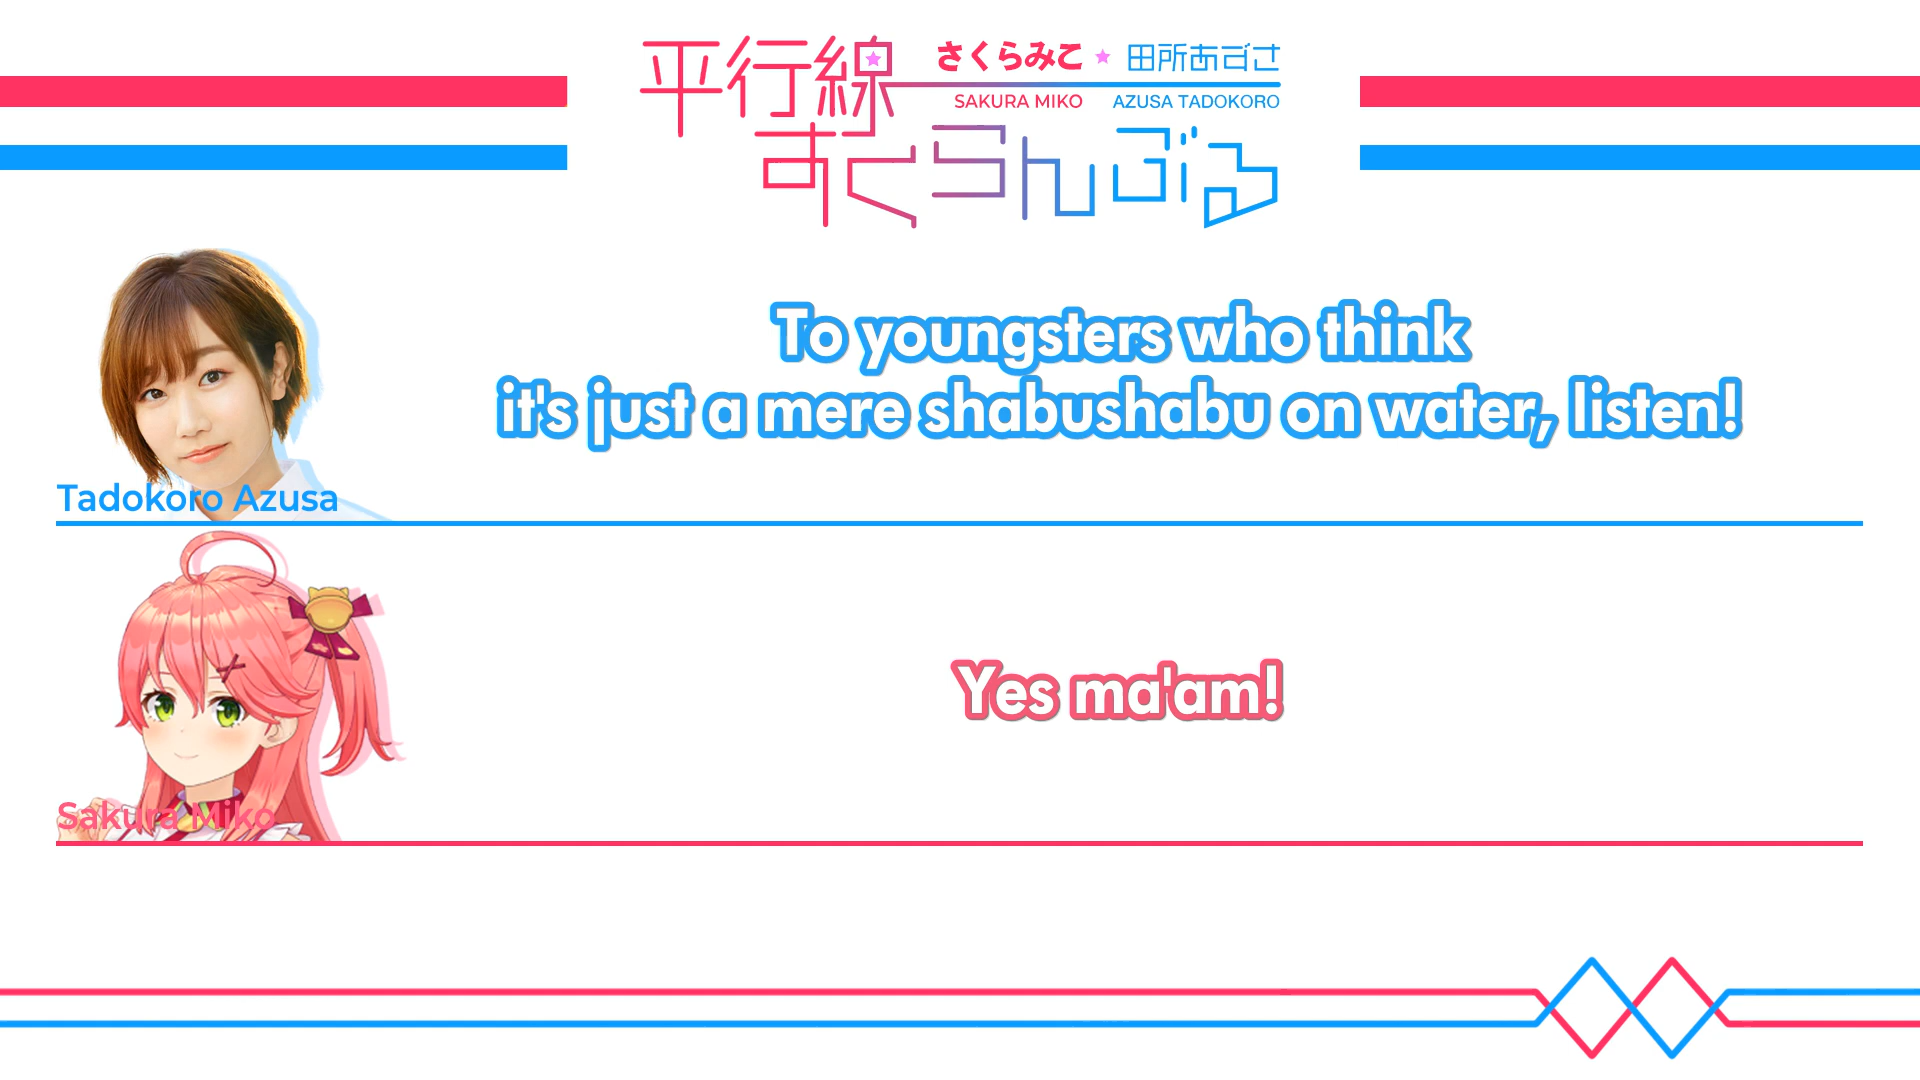 平行線
すくらんぶる
さくらみこ★田所あずさ
SAKURA MIKO AZUSA TADOKORO
To youngsters who think
it's just a mere shabushabu on water, listen!
Tadokoro Azusa
Yes ma'am!
Sakura Miko